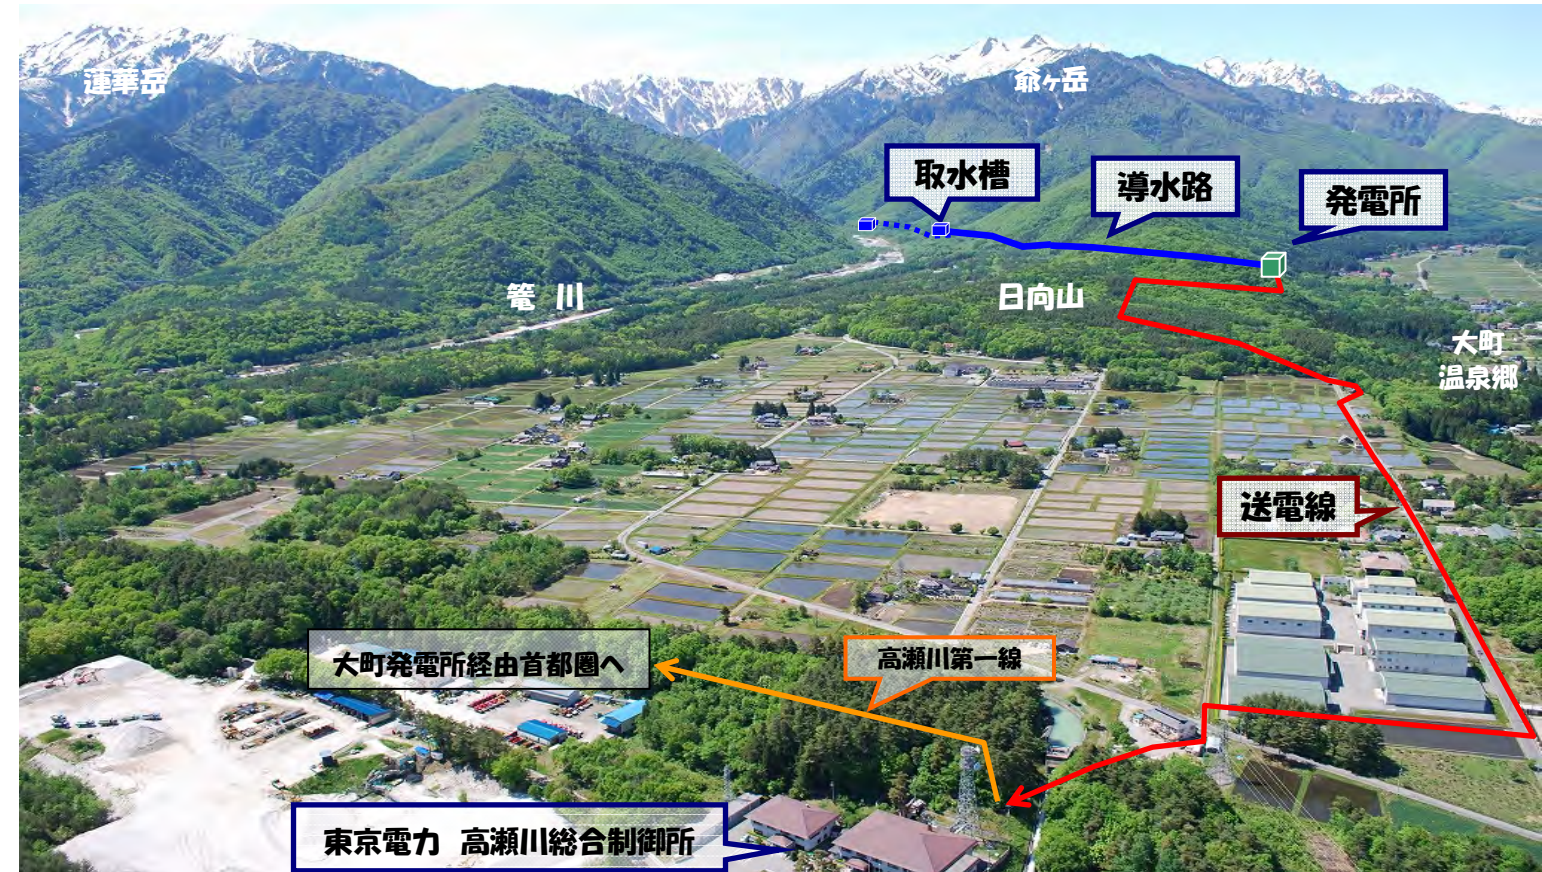 蓮華岳
爺ヶ岳
取水槽
導水路
発電所
篭 川
日向山
大町
温泉郷
送電線
大町発電所経由首都圏へ
高瀬川第一線
東京電力 高瀬川総合制御所